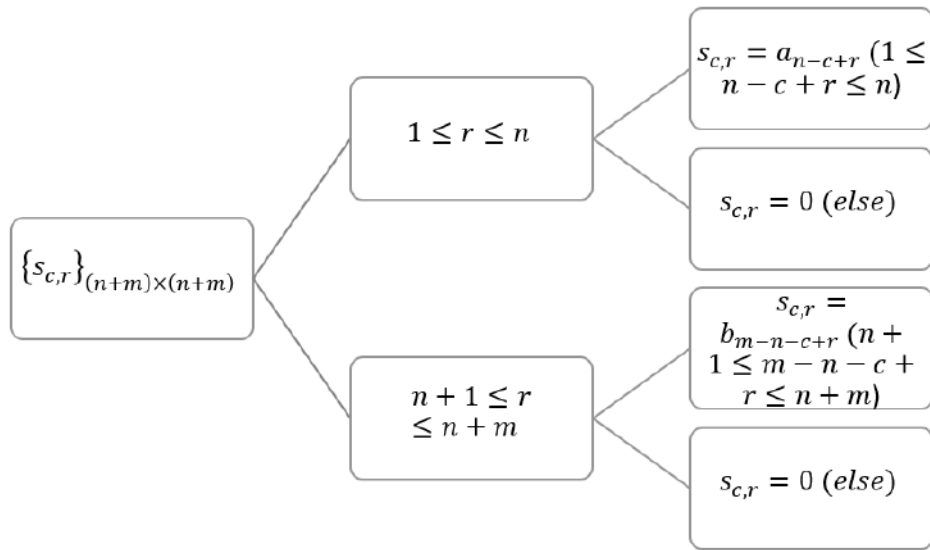 {s_{c,r}}_{(n+m)×(n+m)}
1 ≤ r ≤ n
s_{c,r} = a_{n−c+r} (1 ≤
n − c + r ≤ n)
s_{c,r} = 0 (else)
n + 1 ≤ r
≤ n + m
s_{c,r} =
b_{m−n−c+r} (n +
1 ≤ m − n − c +
r ≤ n + m)
s_{c,r} = 0 (else)